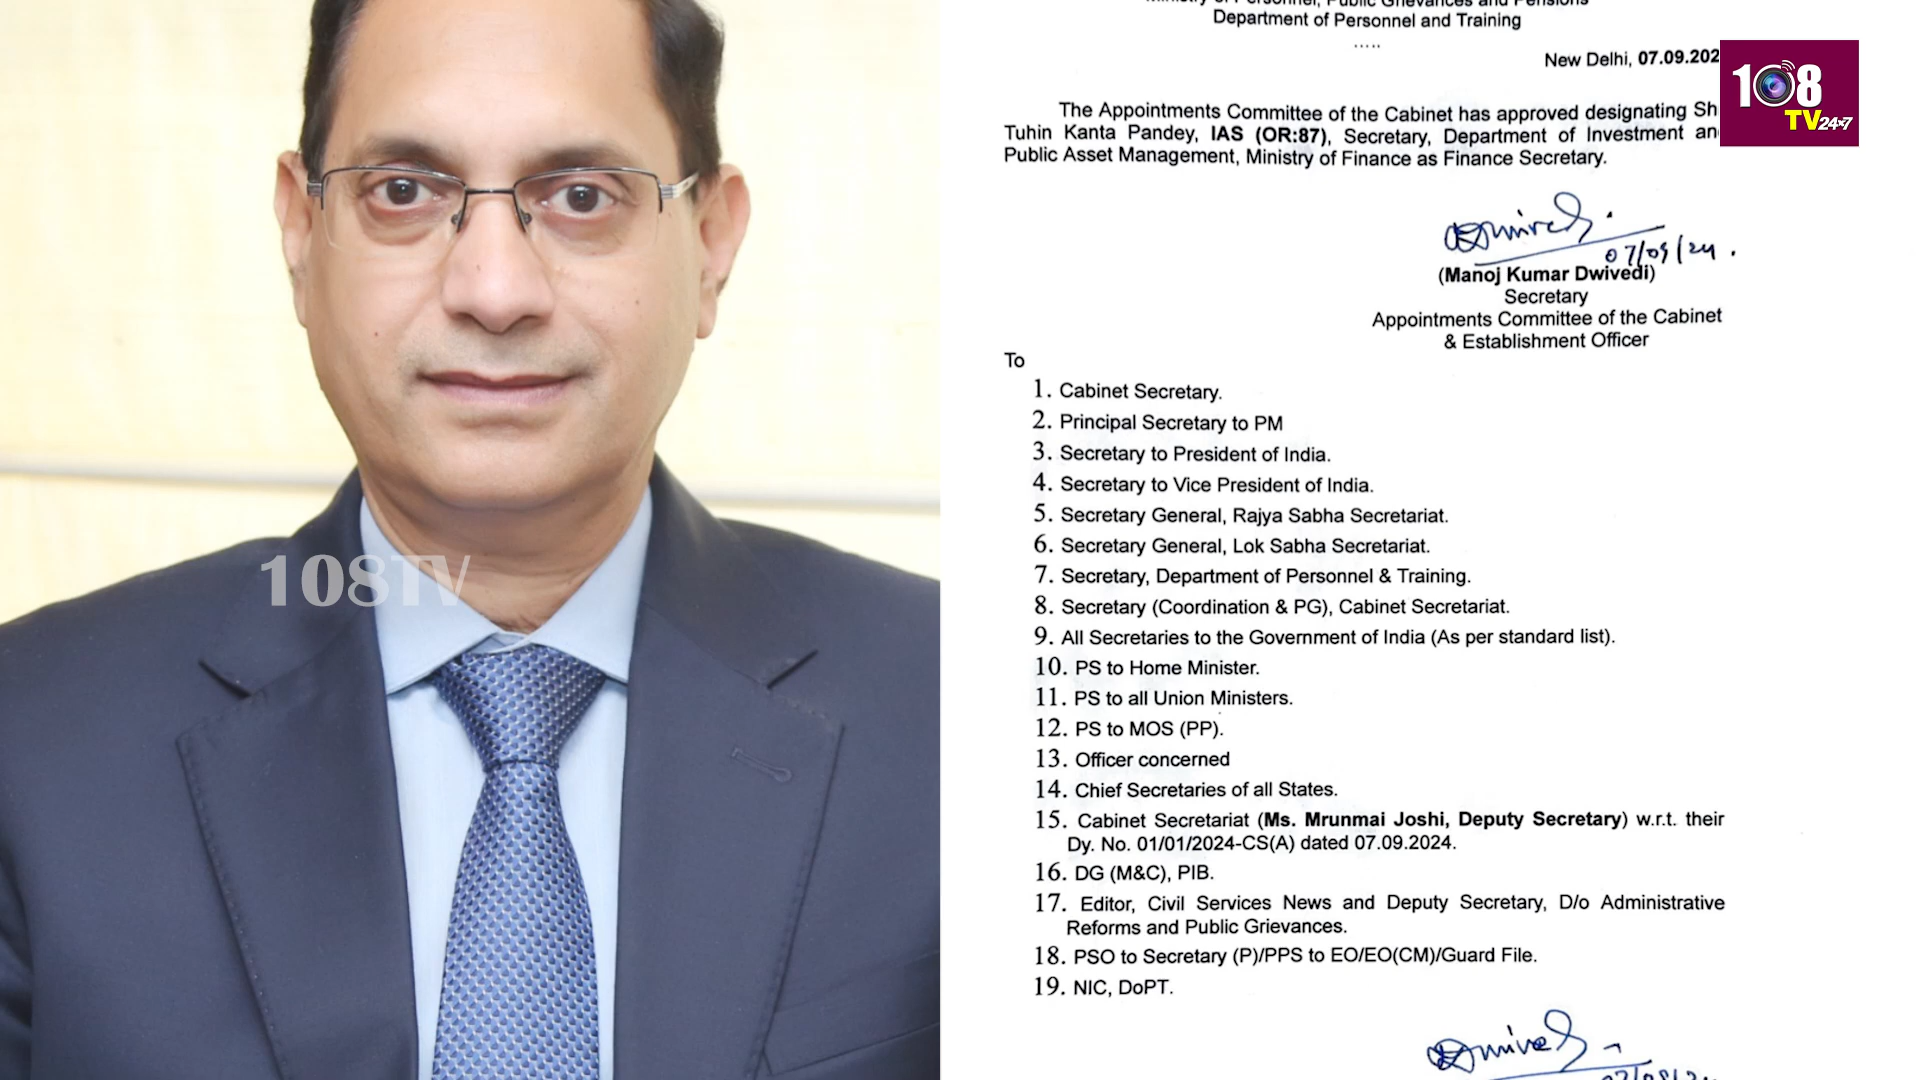 Ministry of Personnel, Public Grievances and Pensions
Department of Personnel and Training
.....
New Delhi, 07.09.202
108
TV 24x7
The Appointments Committee of the Cabinet has approved designating Sh
Tuhin Kanta Pandey, IAS (OR:87), Secretary, Department of Investment an
Public Asset Management, Ministry of Finance as Finance Secretary.
07/09/24.
(Manoj Kumar Dwivedi)
Secretary
Appointments Committee of the Cabinet
& Establishment Officer
To
1. Cabinet Secretary.
2. Principal Secretary to PM
3. Secretary to President of India.
4. Secretary to Vice President of India.
5. Secretary General, Rajya Sabha Secretariat.
6. Secretary General, Lok Sabha Secretariat.
7. Secretary, Department of Personnel & Training.
8. Secretary (Coordination & PG), Cabinet Secretariat.
9. All Secretaries to the Government of India (As per standard list).
10. PS to Home Minister.
11. PS to all Union Ministers.
12. PS to MOS (PP).
13. Officer concerned
14. Chief Secretaries of all States.
15. Cabinet Secretariat (Ms. Mrunmai Joshi, Deputy Secretary) w.r.t. their
Dy. No. 01/01/2024-CS(A) dated 07.09.2024.
16. DG (M&C), PIB.
17. Editor, Civil Services News and Deputy Secretary, D/o Administrative
Reforms and Public Grievances.
18. PSO to Secretary (P)/PPS to EO/EO(CM)/Guard File.
19. NIC, DoPT.
108TV